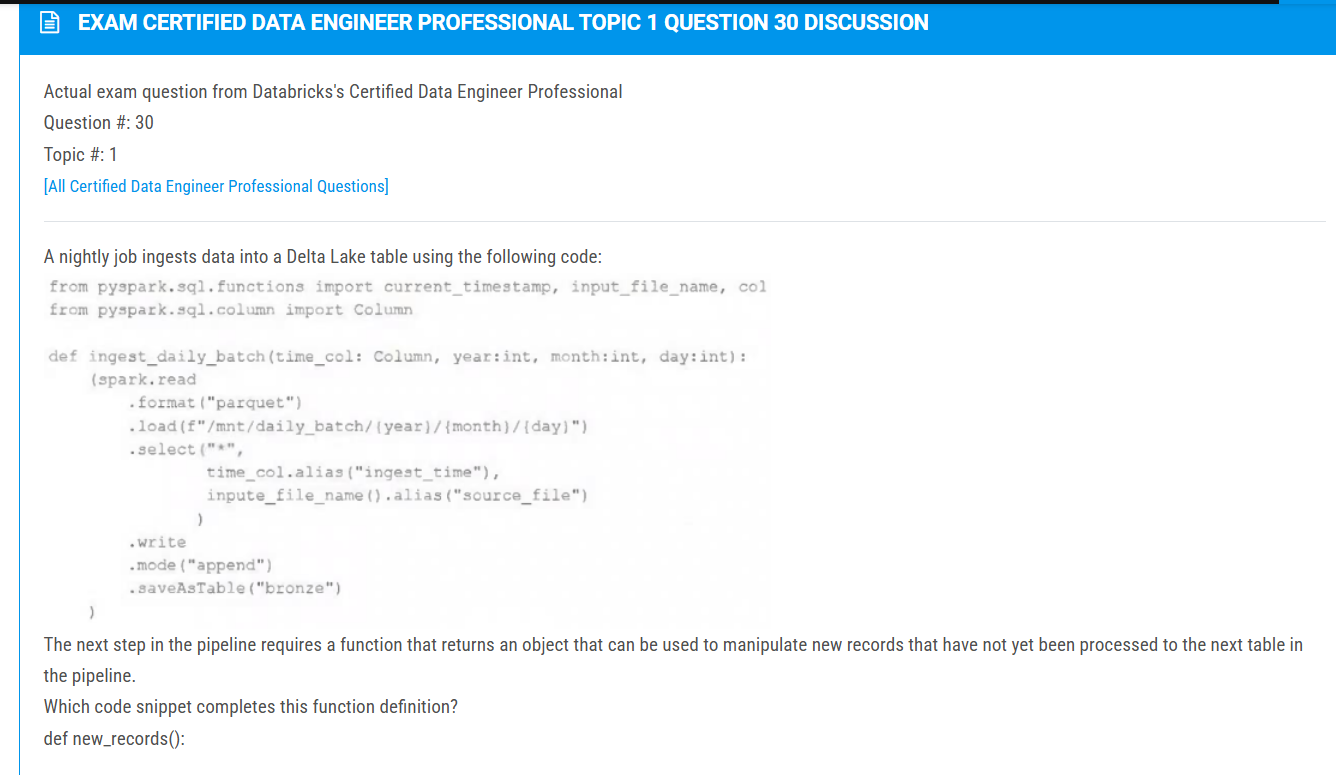 EXAM CERTIFIED DATA ENGINEER PROFESSIONAL TOPIC 1 QUESTION 30 DISCUSSION
Actual exam question from Databricks's Certified Data Engineer Professional
Question #: 30
Topic #: 1
[All Certified Data Engineer Professional Questions]
A nightly job ingests data into a Delta Lake table using the following code:
from pyspark.sql.functions import current_timestamp, input_file_name, col
from pyspark.sql.column import Column
def ingest_daily_batch(time_col: Column, year:int, month:int, day:int):
(spark.read
.format("parquet")
.load(f"/mnt/daily_batch/{year}/{month}/{day}")
.select("*",
time_col.alias("ingest_time"),
inpute_file_name().alias("source_file")
)
.write
.mode("append")
.saveAsTable("bronze")
)
The next step in the pipeline requires a function that returns an object that can be used to manipulate new records that have not yet been processed to the next table in
the pipeline.
Which code snippet completes this function definition?
def new_records():